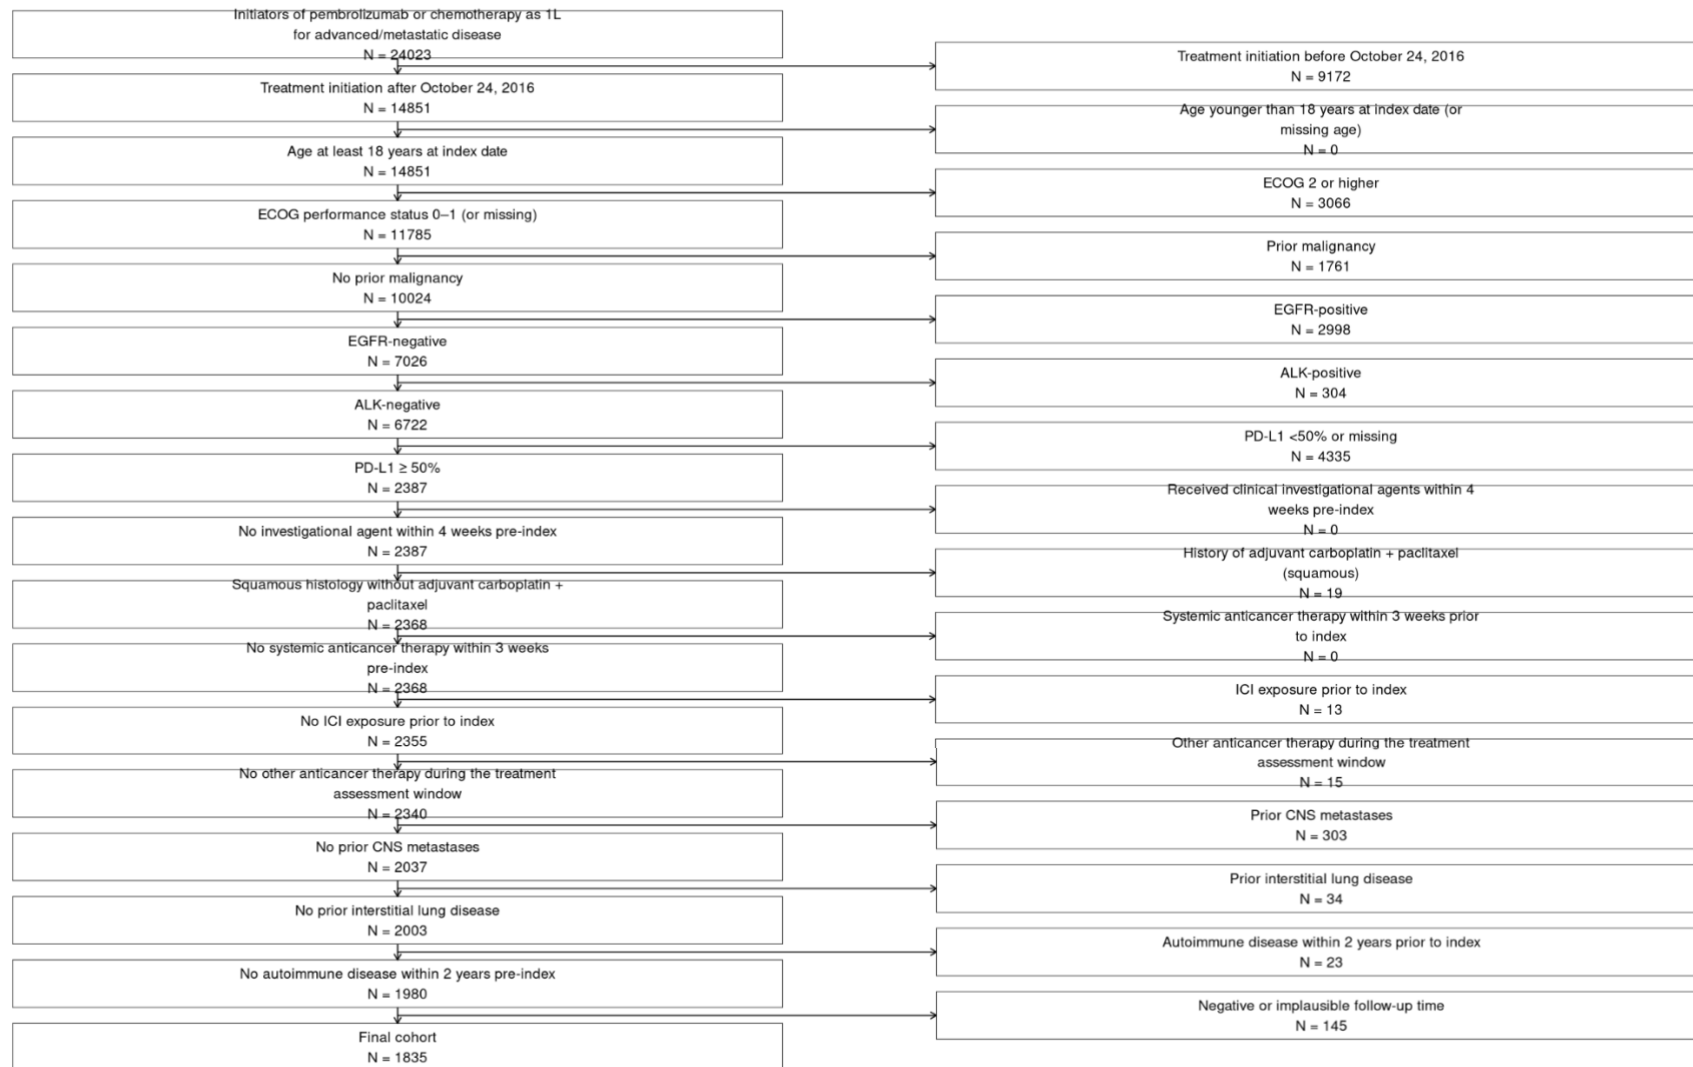 Initiators of pembrolizumab or chemotherapy as 1L
for advanced/metastatic disease
N = 24023
Treatment initiation before October 24, 2016
N = 9172
Treatment initiation after October 24, 2016
N = 14851
Age younger than 18 years at index date (or
missing age)
N = 0
Age at least 18 years at index date
N = 14851
ECOG 2 or higher
N = 3066
ECOG performance status 0–1 (or missing)
N = 11785
Prior malignancy
N = 1761
No prior malignancy
N = 10024
EGFR-positive
N = 2998
EGFR-negative
N = 7026
ALK-positive
N = 304
ALK-negative
N = 6722
PD-L1 <50% or missing
N = 4335
PD-L1 ≥ 50%
N = 2387
Received clinical investigational agents within 4
weeks pre-index
N = 0
No investigational agent within 4 weeks pre-index
N = 2387
History of adjuvant carboplatin + paclitaxel
(squamous)
N = 19
Squamous histology without adjuvant carboplatin +
paclitaxel
N = 2368
Systemic anticancer therapy within 3 weeks prior
to index
N = 0
No systemic anticancer therapy within 3 weeks
pre-index
N = 2368
ICI exposure prior to index
N = 13
No ICI exposure prior to index
N = 2355
Other anticancer therapy during the treatment
assessment window
N = 15
No other anticancer therapy during the treatment
assessment window
N = 2340
Prior CNS metastases
N = 303
No prior CNS metastases
N = 2037
Prior interstitial lung disease
N = 34
No prior interstitial lung disease
N = 2003
Autoimmune disease within 2 years prior to index
N = 23
No autoimmune disease within 2 years pre-index
N = 1980
Negative or implausible follow-up time
N = 145
Final cohort
N = 1835